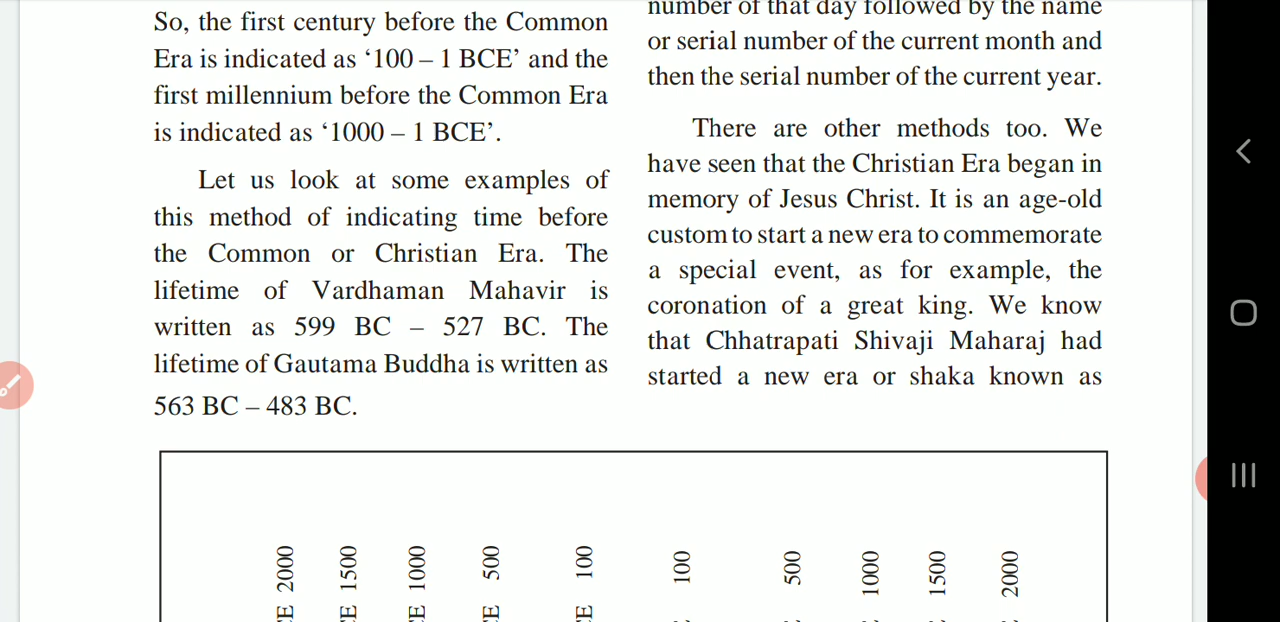 So, the first century before the Common
Era is indicated as ‘100 – 1 BCE’ and the
first millennium before the Common Era
is indicated as ‘1000 – 1 BCE’.
Let us look at some examples of
this method of indicating time before
the Common or Christian Era. The
lifetime of Vardhaman Mahavir is
written as 599 BC – 527 BC. The
lifetime of Gautama Buddha is written as
563 BC – 483 BC.
number of that day followed by the name
or serial number of the current month and
then the serial number of the current year.
There are other methods too. We
have seen that the Christian Era began in
memory of Jesus Christ. It is an age-old
custom to start a new era to commemorate
a special event, as for example, the
coronation of a great king. We know
that Chhatrapati Shivaji Maharaj had
started a new era or shaka known as
2000
1500
1000
500
100
100
500
1000
1500
2000